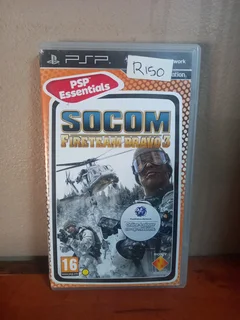 PSP
R150
PSP
Essentials
SOCOM
FIRETEAM BRAVO 3
16